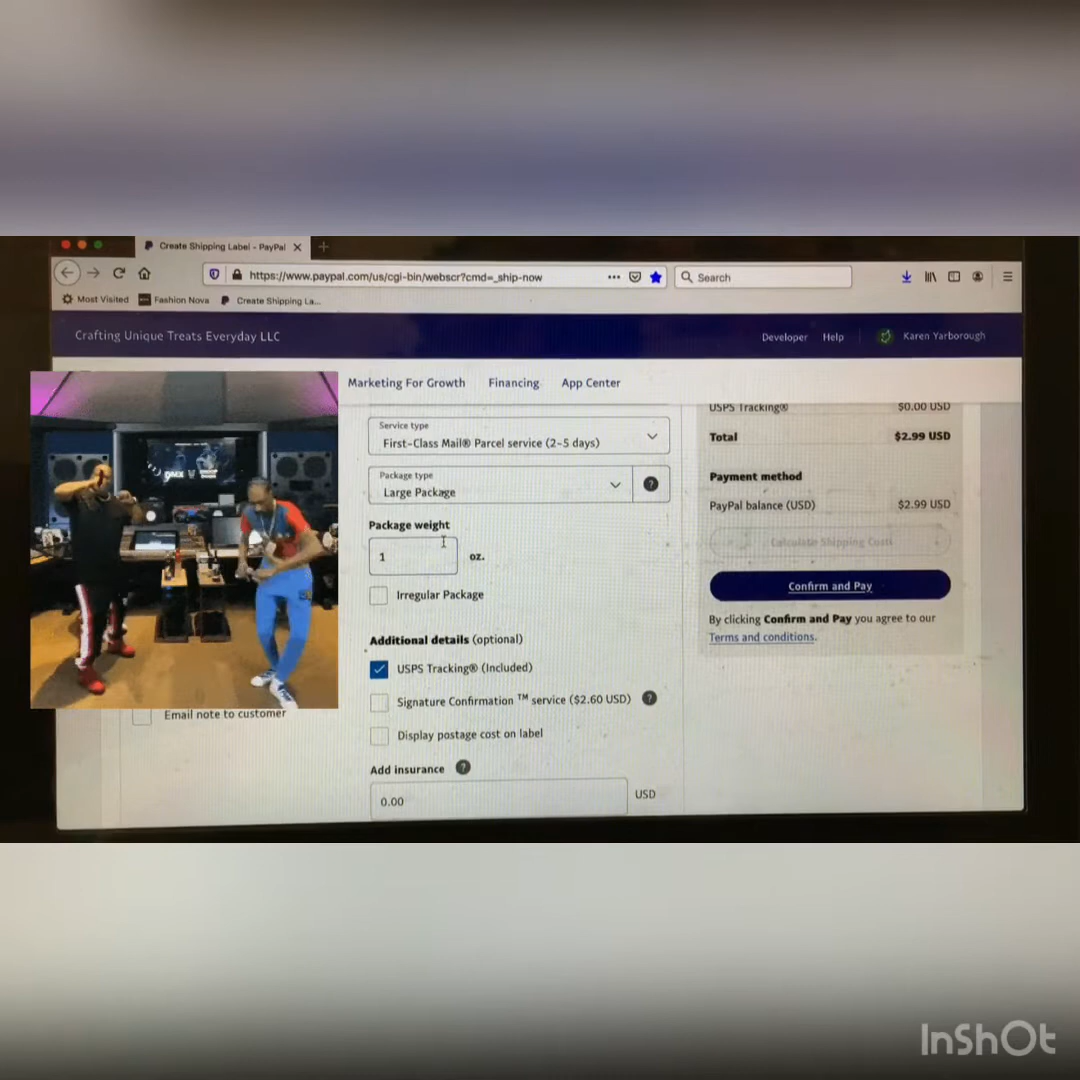 Create Shipping Label - PayPal
https://www.paypal.com/us/cgi-bin/webscr?cmd=_ship-now
Search
Most Visited
Fashion Nova
Create Shipping La...
Crafting Unique Treats Everyday LLC
Developer
Help
Karen Yarborough
Marketing For Growth
Financing
App Center
Service type
First-Class Mail® Parcel service (2-5 days)
Package type
Large Package
Package weight
1
oz.
Irregular Package
Additional details (optional)
USPS Tracking® (Included)
Signature Confirmation ™ service ($2.60 USD)
Display postage cost on label
Add insurance
0.00
USD
Email note to customer
USPS Tracking®
$0.00 USD
Total
$2.99 USD
Payment method
PayPal balance (USD)
$2.99 USD
Calculate Shipping Costs
Confirm and Pay
By clicking Confirm and Pay you agree to our
Terms and conditions.
DMX
InShOt